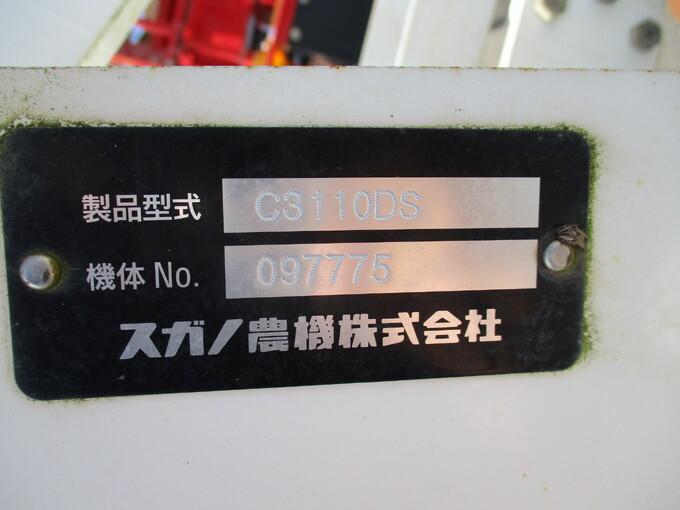 製品型式 C3110DS
機体 No. 097775
スガノ農機株式会社